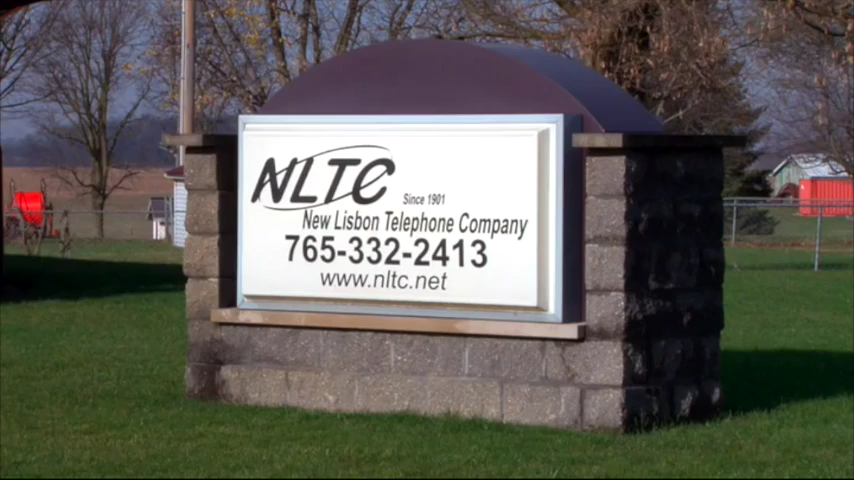 NLTC
Since 1901
New Lisbon Telephone Company
765-332-2413
www.nltc.net